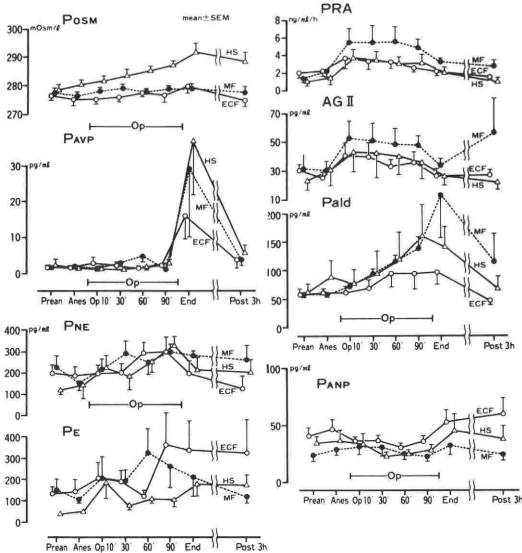 POSM
mOsm/ℓ
mean±SEM
300
290
280
270
HS
MF
ECF
Op
PAVP
pg/mℓ
40
30
20
10
0
HS
MF
ECF
Op
Prean Anes Op10 30´ 60´ 90´ End Post 3h
PNE
pg/mℓ
400
300
200
100
0
MF
HS
ECF
Op
PE
400
300
200
100
0
ECF
HS
MF
Prean Anes Op10´ 30´ 60´ 90´ End Post 3h
PRA
ng/mℓ/h
8
6
4
2
0
MF
ECF
HS
AG II
pg/mℓ
70
50
30
10
MF
ECF
HS
Pald
pg/mℓ
200
150
100
50
0
MF
HS
ECF
Op
Prean Anes Op10 30´ 60´ 90´ End Post 3h
PANP
pg/mℓ
100
50
0
ECF
HS
MF
Op
Prean Anes Op10´ 30´ 60´ 90´ End Post 3h